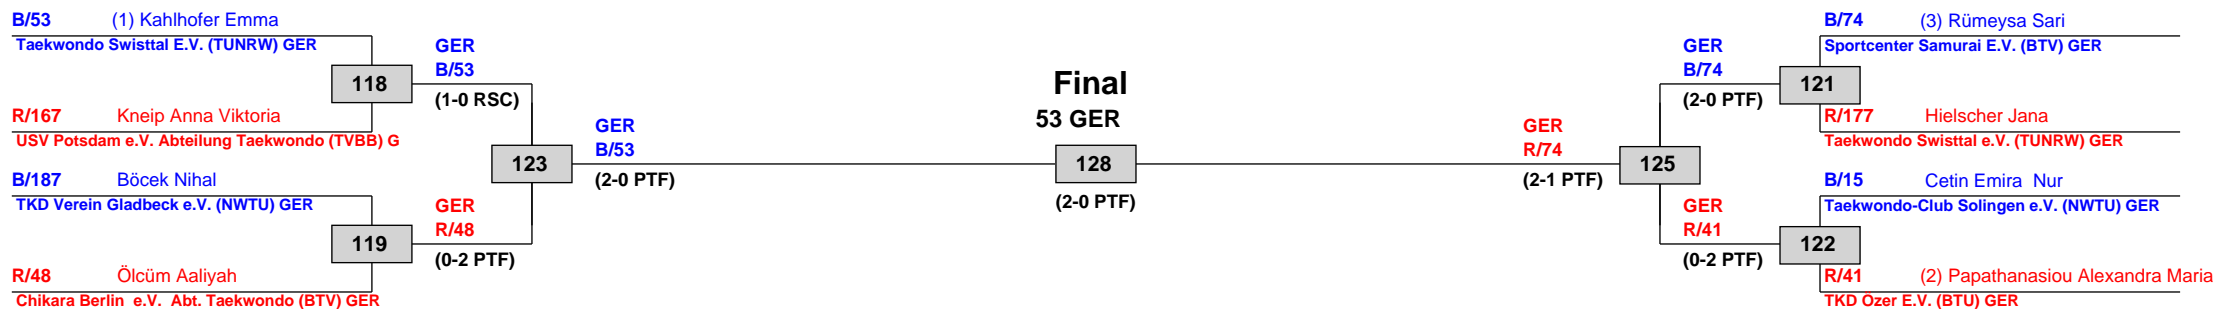 B/53 (1) Kahlhofer Emma
Taekwondo Swisttal E.V. (TUNRW) GER
118
R/167 Kneip Anna Viktoria
USV Potsdam e.V. Abteilung Taekwondo (TVBB) G
GER
B/53
(1-0 RSC)
B/187 Böcek Nihal
TKD Verein Gladbeck e.V. (NWTU) GER
119
R/48 Ölcüm Aaliyah
Chikara Berlin e.V. Abt. Taekwondo (BTV) GER
GER
R/48
(0-2 PTF)
123
GER
B/53
(2-0 PTF)
Final
53 GER
128
(2-0 PTF)
GER
R/74
(2-1 PTF)
125
GER
B/74
(2-0 PTF)
B/74 (3) Rümeysa Sari
Sportcenter Samurai E.V. (BTV) GER
121
R/177 Hielscher Jana
Taekwondo Swisttal e.V. (TUNRW) GER
GER
R/41
(0-2 PTF)
B/15 Cetin Emira Nur
Taekwondo-Club Solingen e.V. (NWTU) GER
122
R/41 (2) Papathanasiou Alexandra Maria
TKD Özer E.V. (BTU) GER